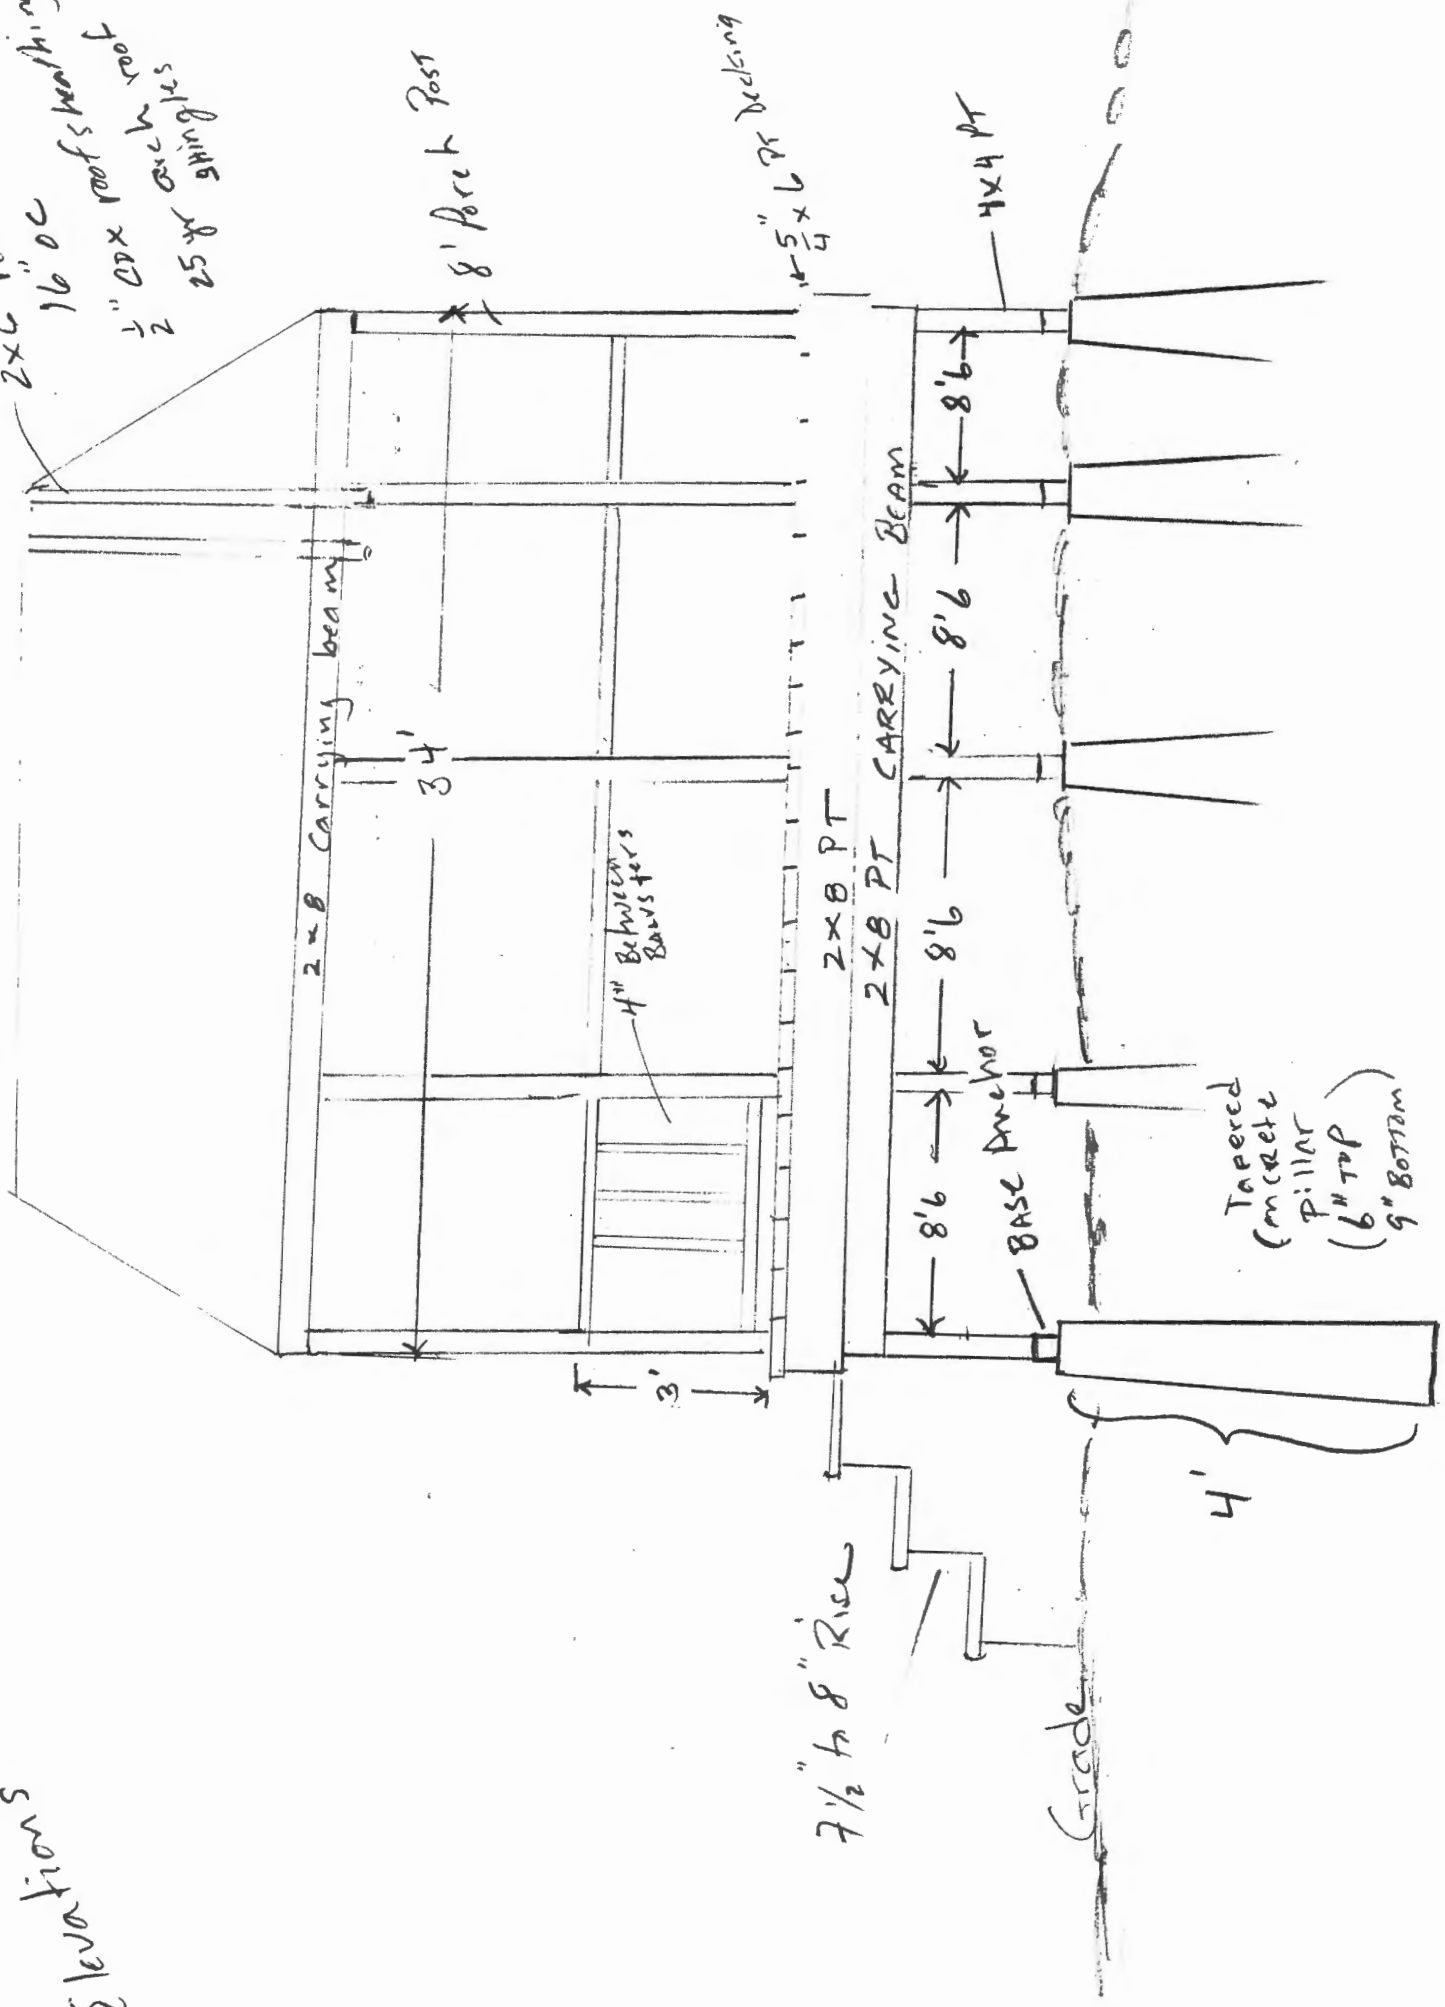 Elevations
2x6
16" OC
1/2" CDX roof sheathing
25 yr arch roof
shingles
8' Porch Post
5/4" x 6 PT Decking
2 x 8 Carrying beam
34'
4" Between
Balusters
3'
2x8 PT
2x8 PT CARRYING BEAM
4x4 PT
8'6 8'6 8'6 8'6
BASE Anchor
7 1/2" to 8" Rise
Grade
4'
Tapered
Concrete
Pillar
(6" TOP
9" BOTTOM)